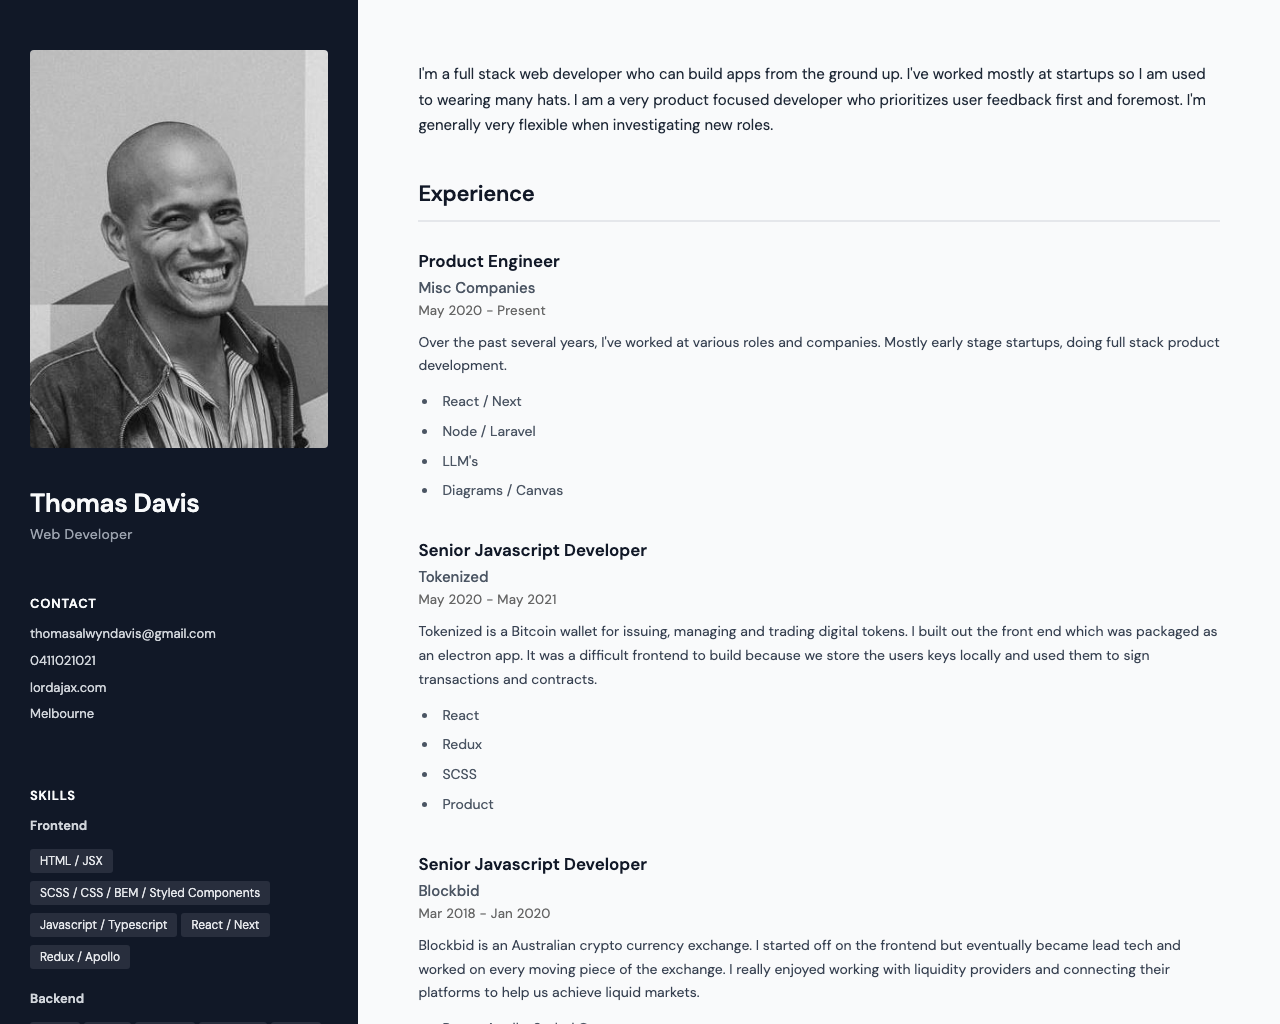 Thomas Davis
Web Developer
CONTACT
thomasalwyndavis@gmail.com
0411021021
lordajax.com
Melbourne
SKILLS
Frontend
HTML / JSX
SCSS / CSS / BEM / Styled Components
Javascript / Typescript
React / Next
Redux / Apollo
Backend
I'm a full stack web developer who can build apps from the ground up. I've worked mostly at startups so I am used
to wearing many hats. I am a very product focused developer who prioritizes user feedback first and foremost. I'm
generally very flexible when investigating new roles.
Experience
Product Engineer
Misc Companies
May 2020 - Present
Over the past several years, I've worked at various roles and companies. Mostly early stage startups, doing full stack product
development.
React / Next
Node / Laravel
LLM's
Diagrams / Canvas
Senior Javascript Developer
Tokenized
May 2020 - May 2021
Tokenized is a Bitcoin wallet for issuing, managing and trading digital tokens. I built out the front end which was packaged as
an electron app. It was a difficult frontend to build because we store the users keys locally and used them to sign
transactions and contracts.
React
Redux
SCSS
Product
Senior Javascript Developer
Blockbid
Mar 2018 - Jan 2020
Blockbid is an Australian crypto currency exchange. I started off on the frontend but eventually became lead tech and
worked on every moving piece of the exchange. I really enjoyed working with liquidity providers and connecting their
platforms to help us achieve liquid markets.